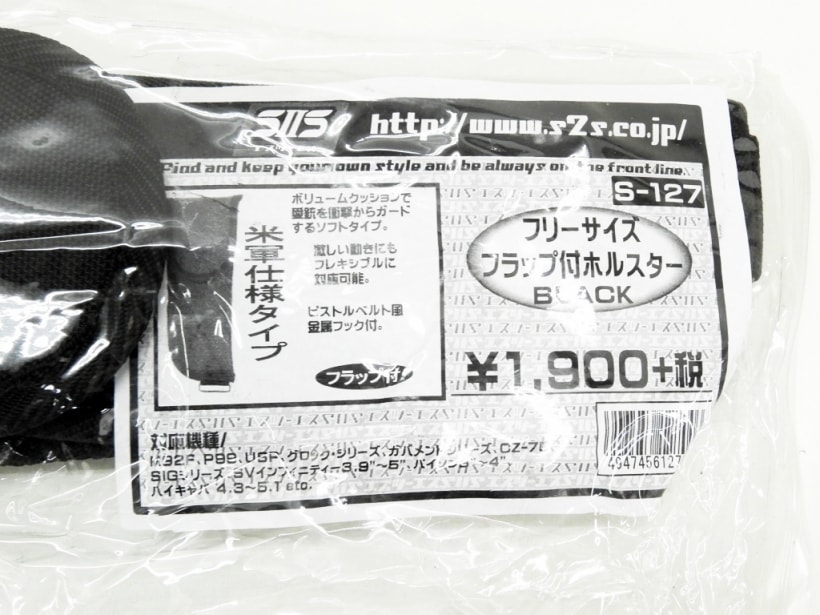 SIIS
http://www.s2s.co.jp/
Find and keep your own style and be always on the front line.
S-127
ボリュームクッションで
愛銃を衝撃からガード
するソフトタイプ。
激しい動きにも
フレキシブルに
対応可能。
ピストルベルト風
金属フック付。
米軍仕様タイプ
フラップ付!
フリーサイズ
フラップ付ホルスター
BLACK
¥1,900+税
対応機種/
M92F、P99、USP、グロック・シリーズ、ガバメントシリーズ、CZ-75
SIGシリーズ、SVインフィニティー3.9"~5"、パイソン ~4"
ハイキャパ 4.3~5.1 etc.
4947456127